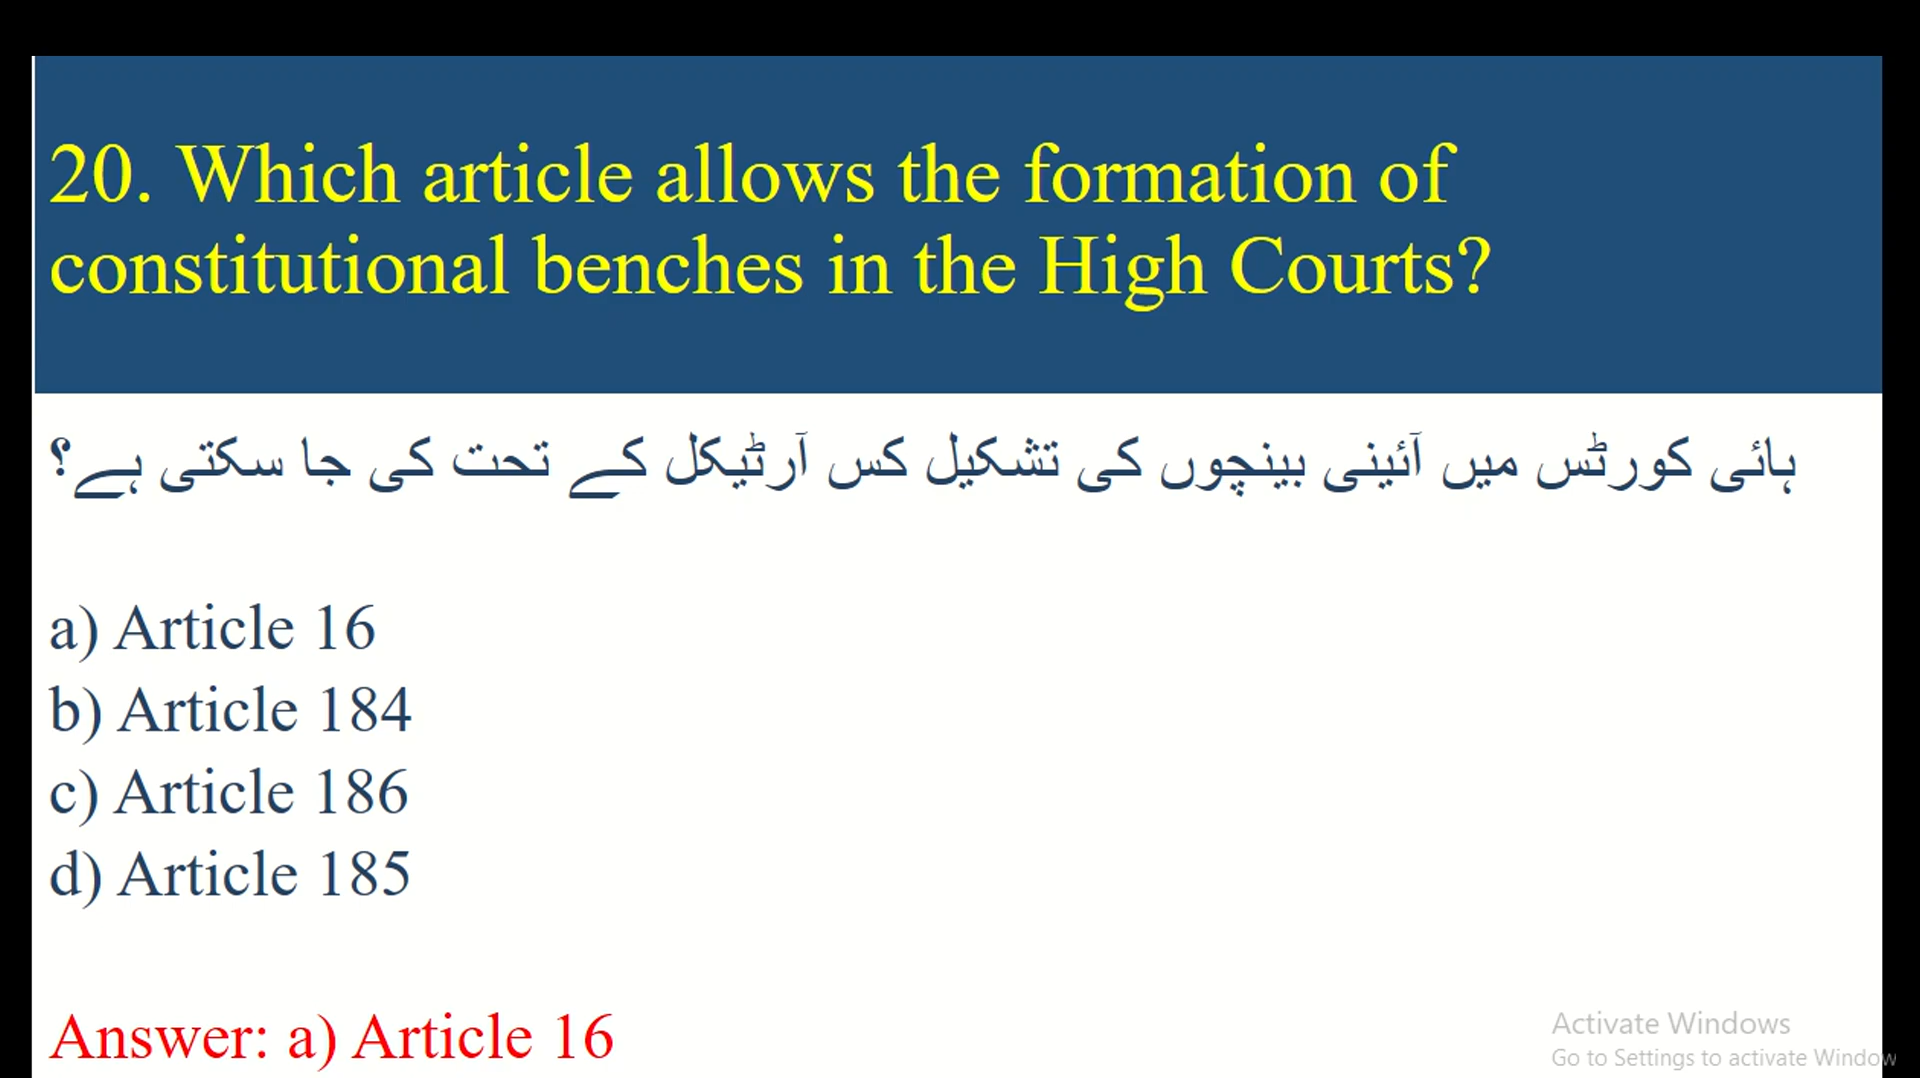 20. Which article allows the formation of
constitutional benches in the High Courts?
ہائی کورٹس میں آئینی بینچوں کی تشکیل کس آرٹیکل کے تحت کی جا سکتی ہے؟
a) Article 16
b) Article 184
c) Article 186
d) Article 185
Answer: a) Article 16
Activate Windows
Go to Settings to activate Window